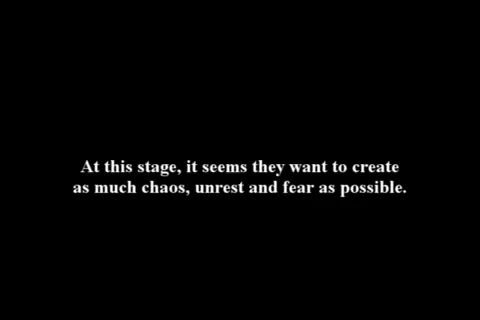 At this stage, it seems they want to create
as much chaos, unrest and fear as possible.